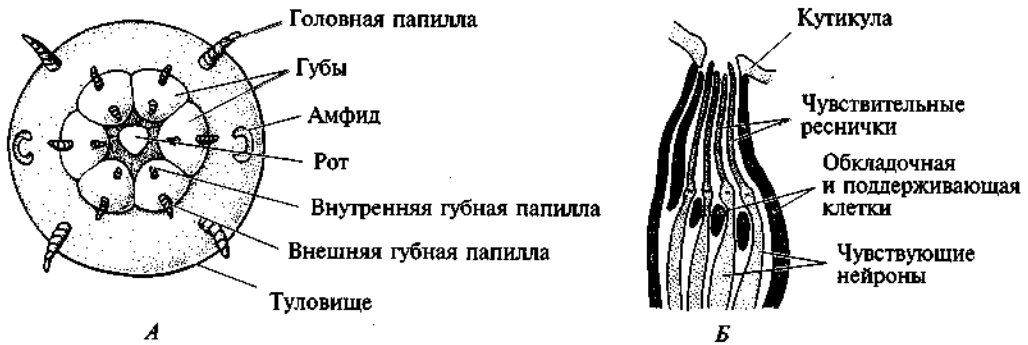 Головная папилла
Губы
Амфид
Рот
Внутренняя губная папилла
Внешняя губная папилла
Туловище
А
Кутикула
Чувствительные
реснички
Обкладочная
и поддерживающая
клетки
Чувствующие
нейроны
Б